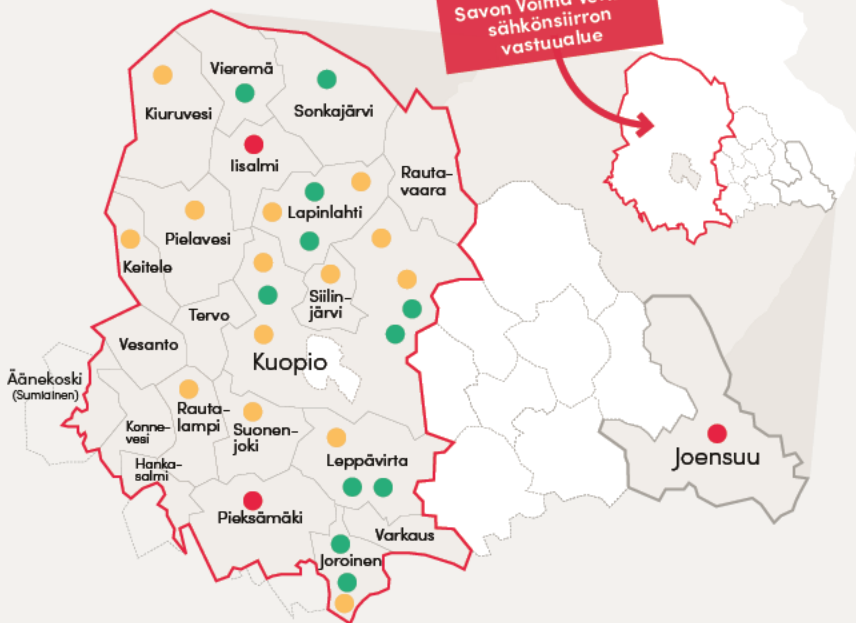 Savon Voima
sähkönsiirron
vastuualue
Vieremä
Kiuruvesi
Sonkajärvi
Iisalmi
Rauta-
vaara
Lapinlahti
Pielavesi
Keitele
Siilin-
järvi
Tervo
Vesanto
Kuopio
Äänekoski
(Sumiainen)
Rauta-
lampi
Konne-
vesi
Suonen-
joki
Hanka-
salmi
Leppävirta
Joensuu
Pieksämäki
Varkaus
Joroinen